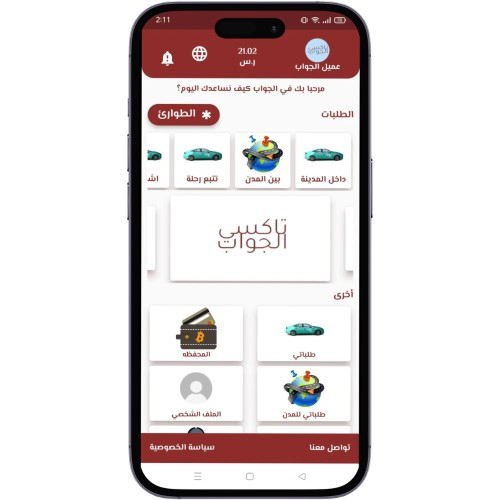 2:11
21.02
ر.س
عميل الجواب
مرحبا بك في الجواب كيف نساعدك اليوم؟
الطلبات
الطوارئ
داخل المدينة
بين المدن
تتبع رحلة
اش
تاكسي
الجواب
أخرى
طلباتي
المحفظه
طلباتي للمدن
الملف الشخصي
تواصل معنا
سياسة الخصوصية